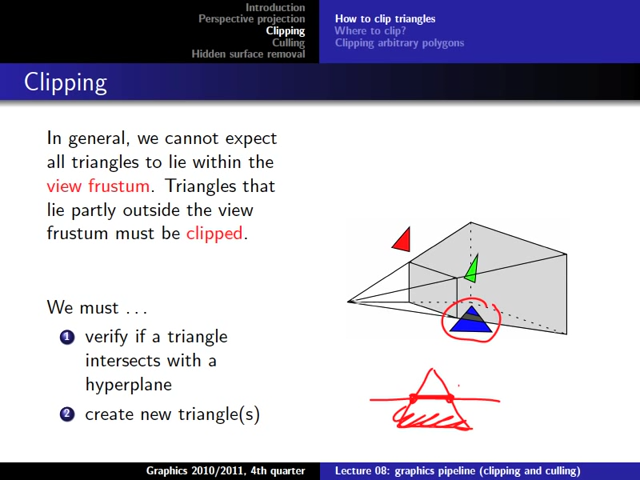 Introduction
Perspective projection
Clipping
Culling
Hidden surface removal
How to clip triangles
Where to clip?
Clipping arbitrary polygons
Clipping
In general, we cannot expect
all triangles to lie within the
view frustum. Triangles that
lie partly outside the view
frustum must be clipped.
We must . . .
1 verify if a triangle
intersects with a
hyperplane
2 create new triangle(s)
Graphics 2010/2011, 4th quarter
Lecture 08: graphics pipeline (clipping and culling)